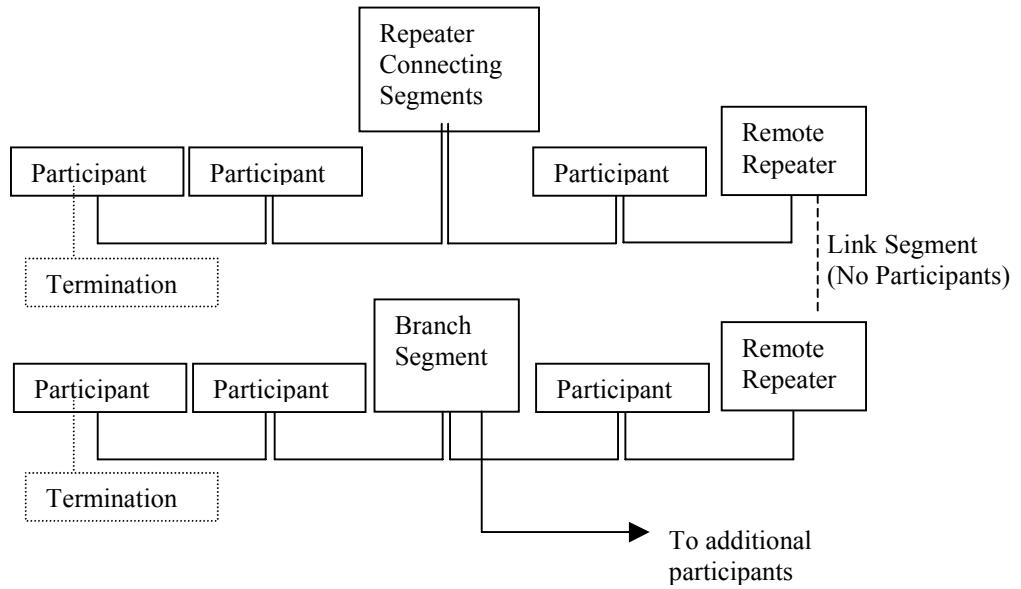 Repeater
Connecting
Segments
Remote
Repeater
Participant
Participant
Participant
Link Segment
(No Participants)
Termination
Branch
Segment
Remote
Repeater
Participant
Participant
Participant
Termination
To additional
participants